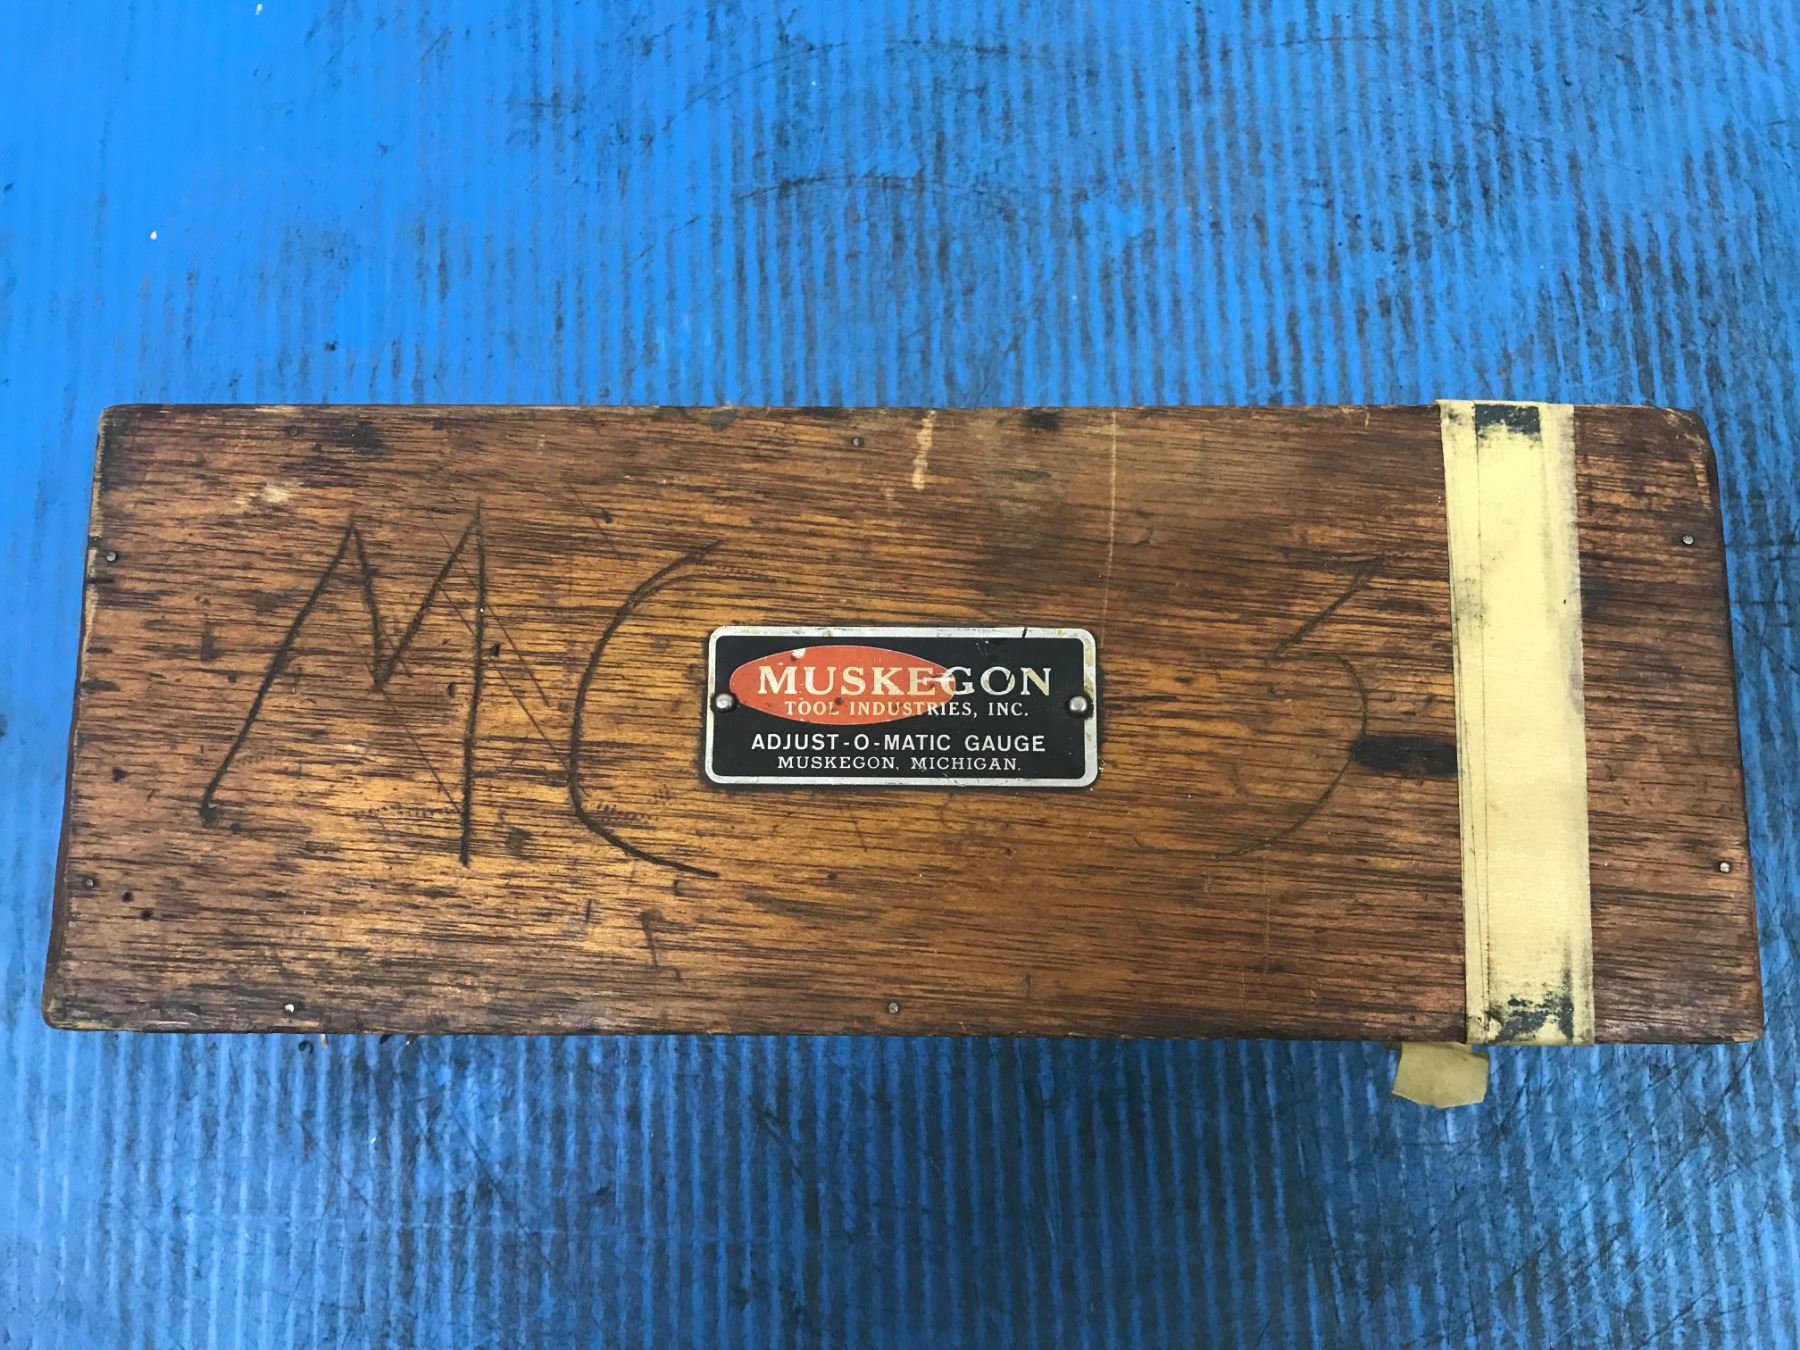 MC 3
MUSKEGON
TOOL INDUSTRIES, INC.
ADJUST-O-MATIC GAUGE
MUSKEGON, MICHIGAN.